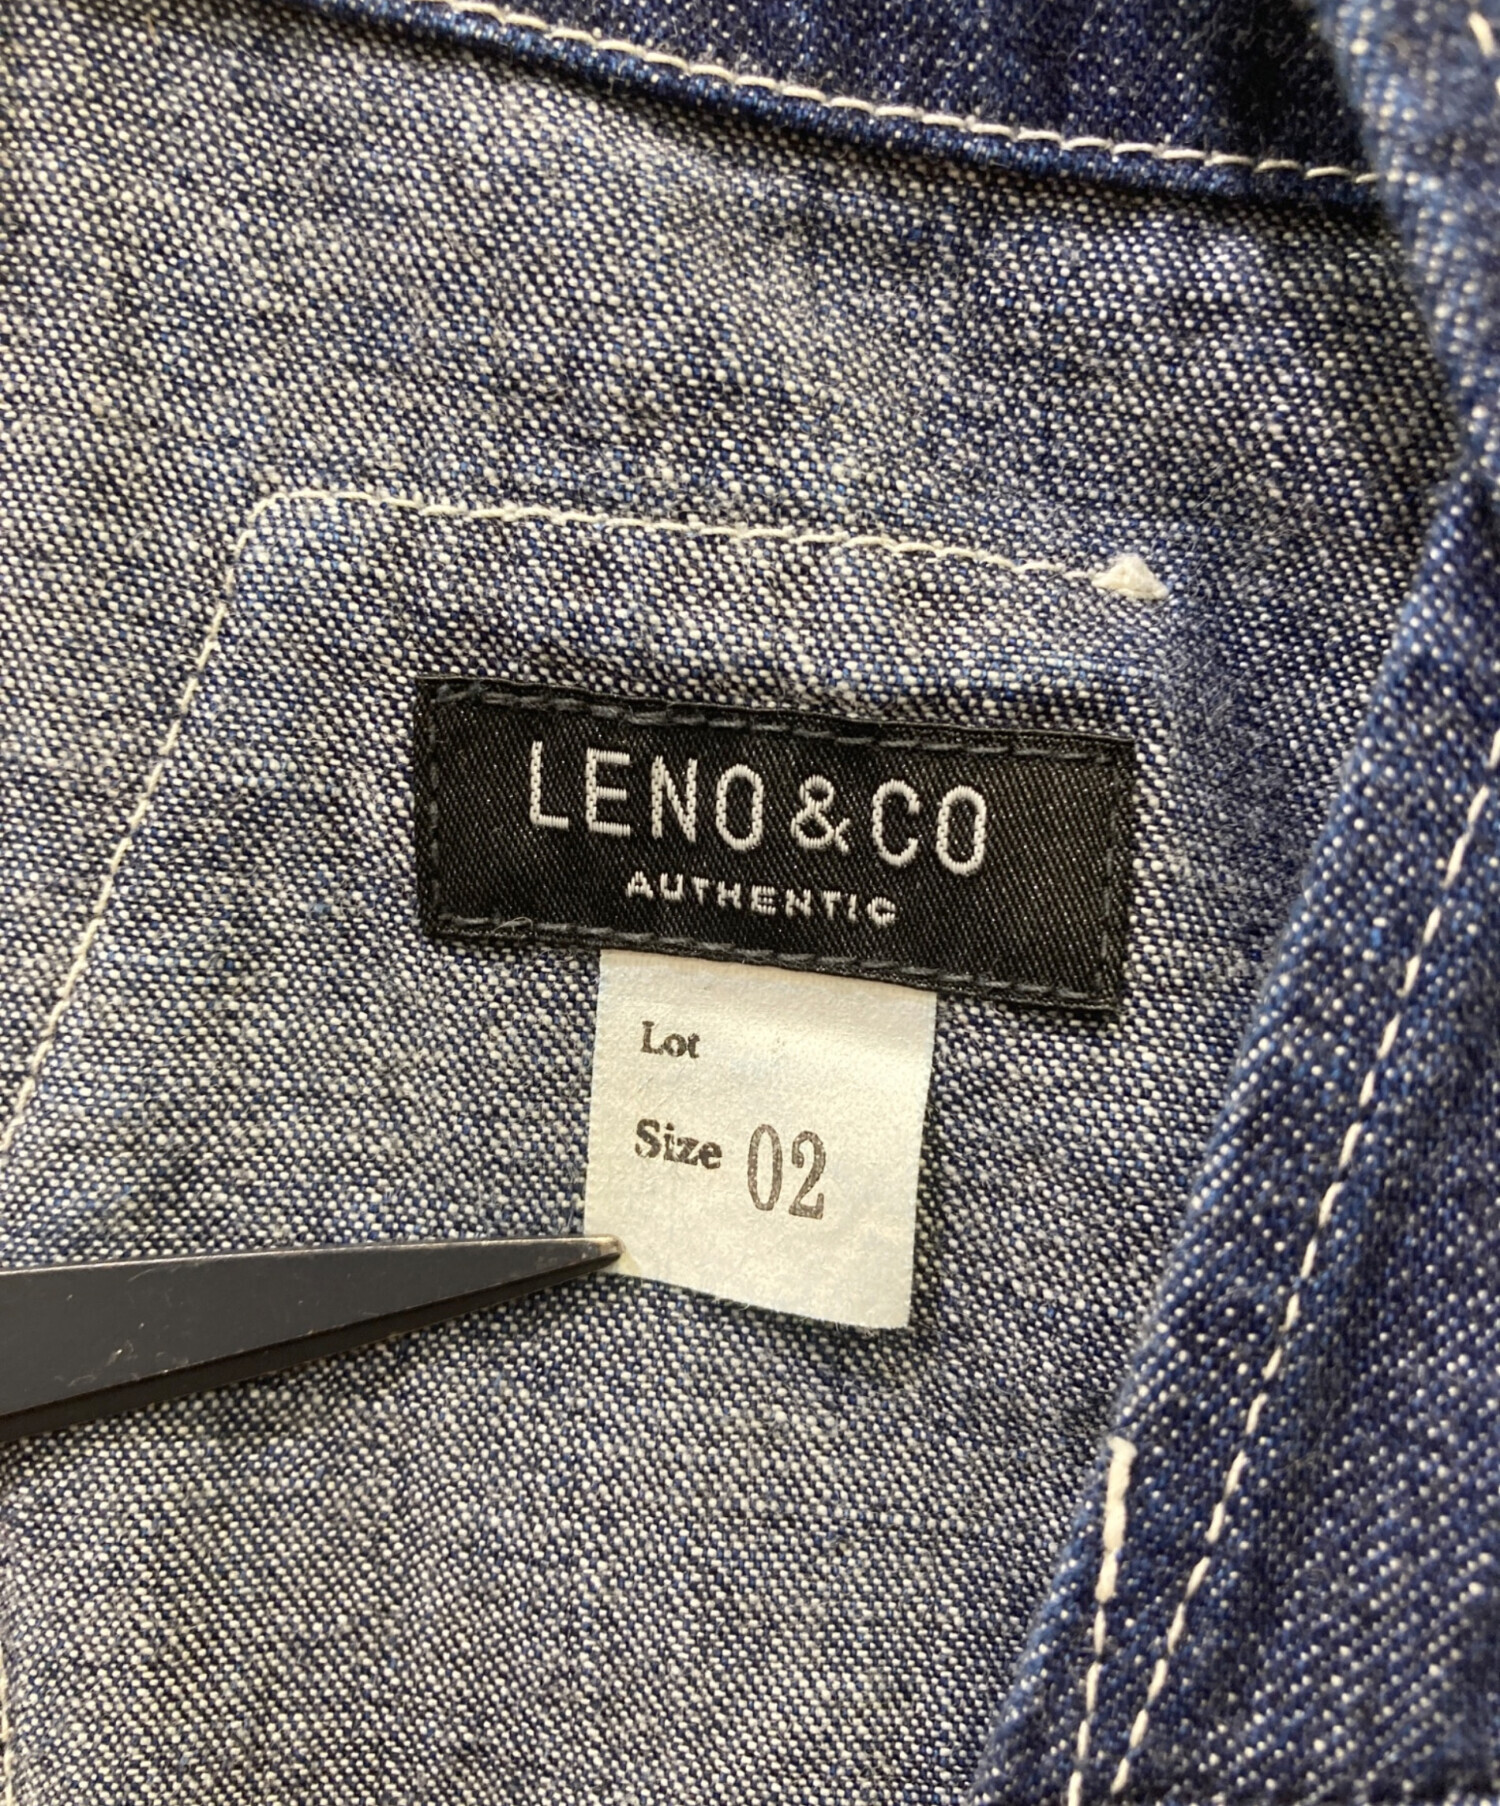 LENO & CO
AUTHENTIC
Lot
Size 02